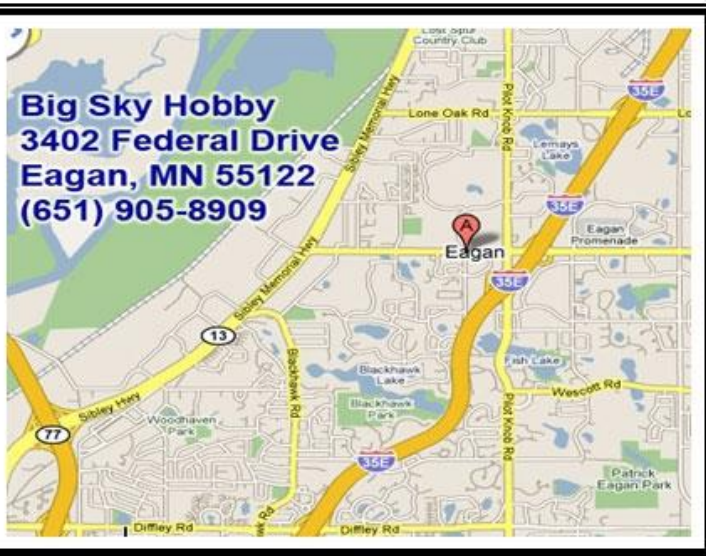 Lost Spur
Country Club
Big Sky Hobby
3402 Federal Drive
Eagan, MN 55122
(651) 905-8909
Sibley Memorial Hwy
Lone Oak Rd
Pilot Knob Rd
35E
Lemays
Lake
35E
A
Eagan
Eagan
Promenade
35E
Sibley Memorial Hwy
13
Blackhawk Rd
Blackhawk
Lake
Fish Lake
Wescott Rd
Blackhawk
Park
Sibley Hwy
Woodhaven
Park
77
35E
Pilot Knob Rd
Patrick
Eagan Park
Diffley Rd
Diffley Rd